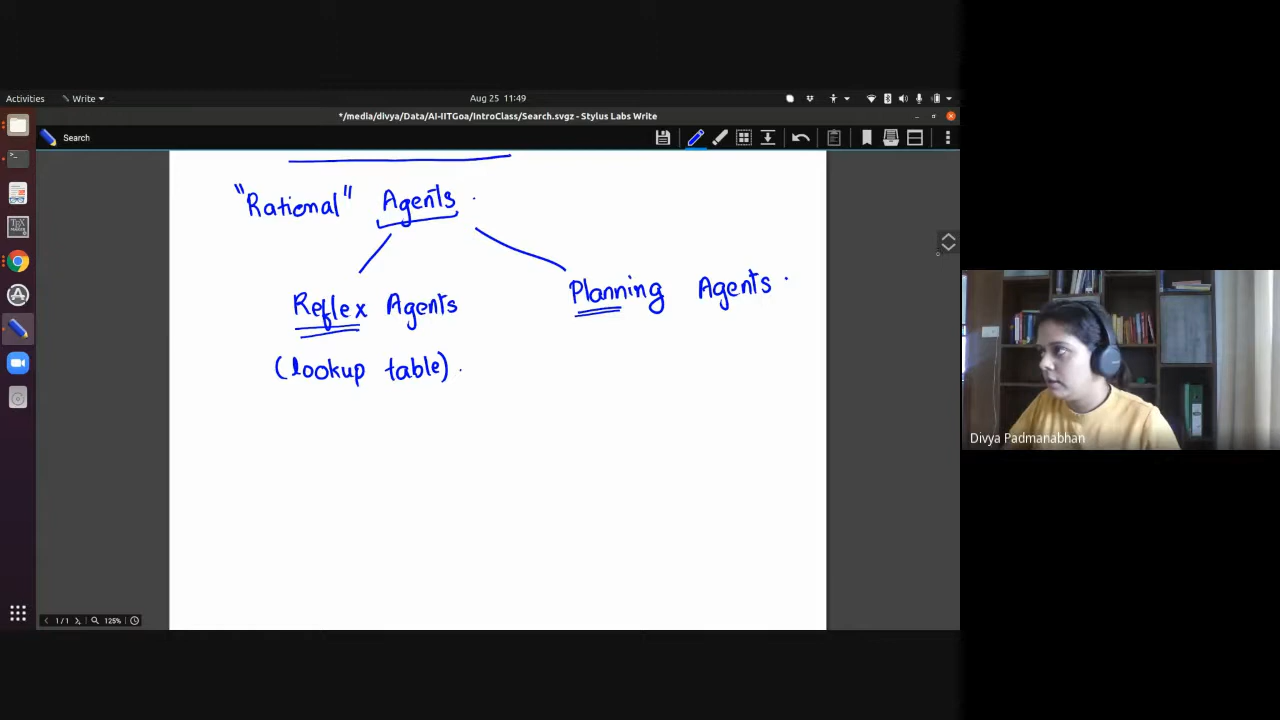 Activities
Write
Aug 25 11:49
*/media/divya/Data/AI-IITGoa/IntroClass/Search.svgz - Stylus Labs Write
Search
"Rational" Agents.
Reflex Agents
Planning Agents.
(lookup table).
Divya Padmanabhan
1/1
125%